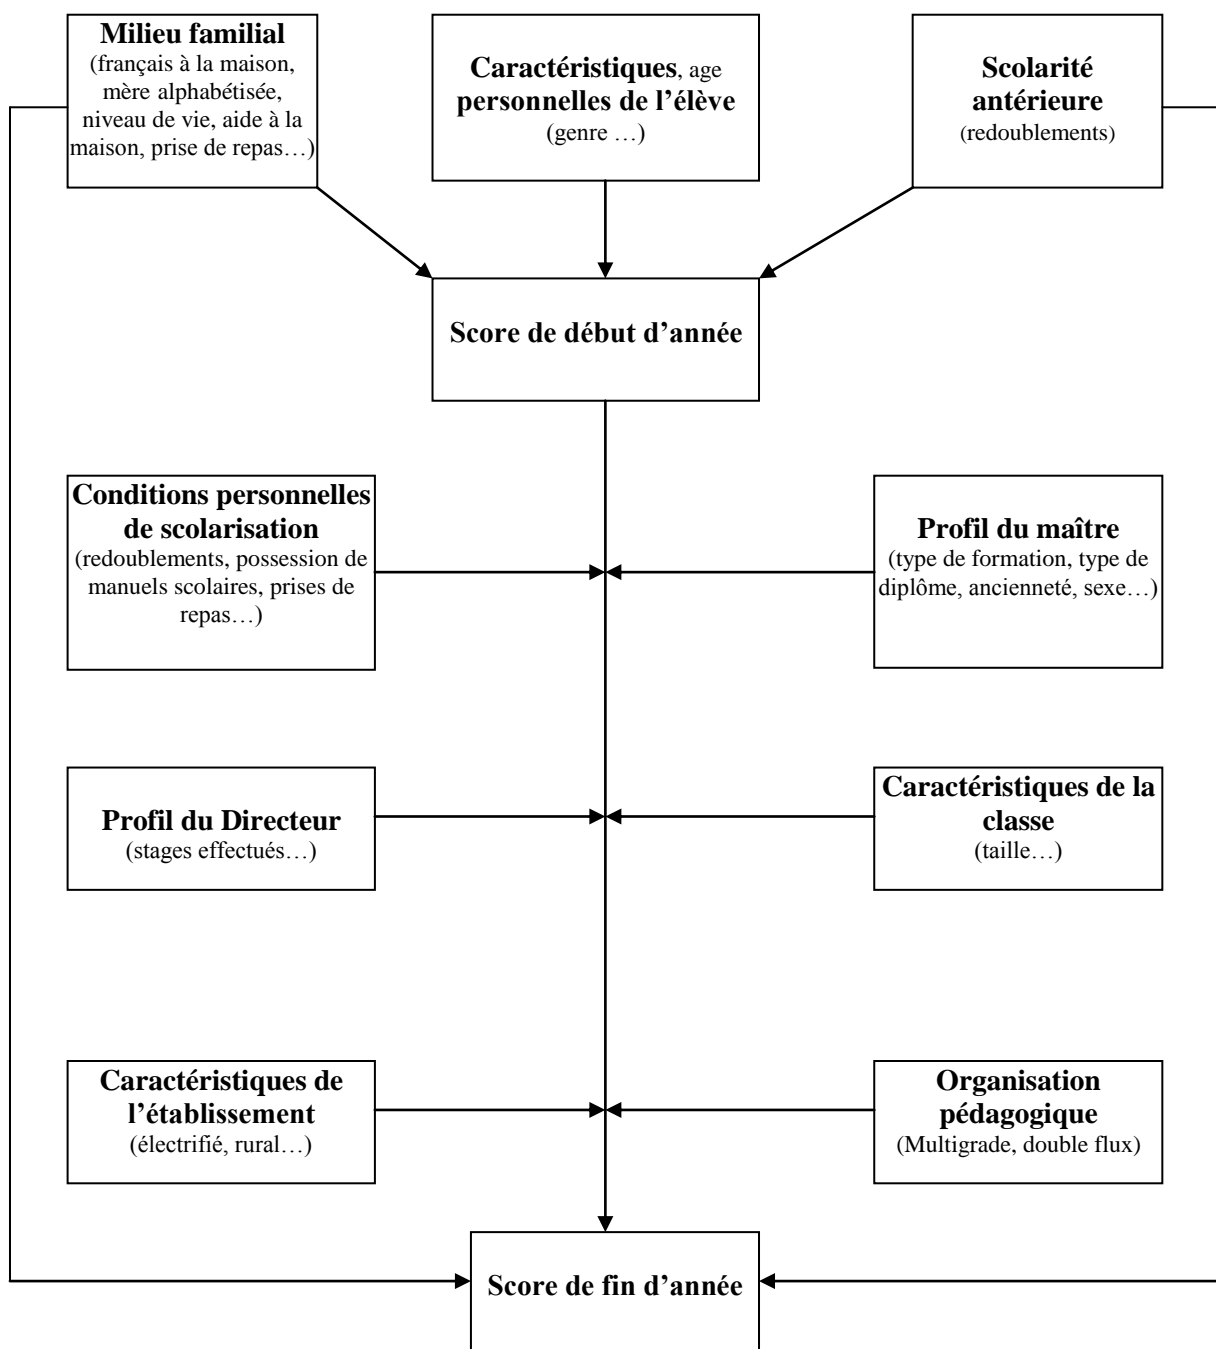 Milieu familial
(français à la maison,
mère alphabétisée,
niveau de vie, aide à la
maison, prise de repas…)
Caractéristiques, age
personnelles de l’élève
(genre …)
Scolarité
antérieure
(redoublements)
Score de début d’année
Conditions personnelles
de scolarisation
(redoublements, possession de
manuels scolaires, prises de
repas…)
Profil du maître
(type de formation, type de
diplôme, ancienneté, sexe…)
Profil du Directeur
(stages effectués…)
Caractéristiques de la
classe
(taille…)
Caractéristiques de
l’établissement
(électrifié, rural…)
Organisation
pédagogique
(Multigrade, double flux)
Score de fin d’année